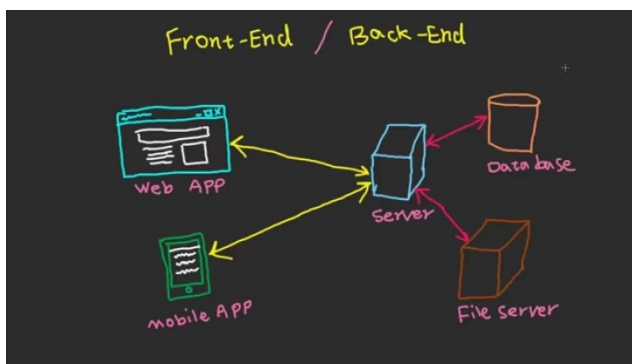 Front-End / Back-End
Web APP
Server
Database
mobile APP
File Server